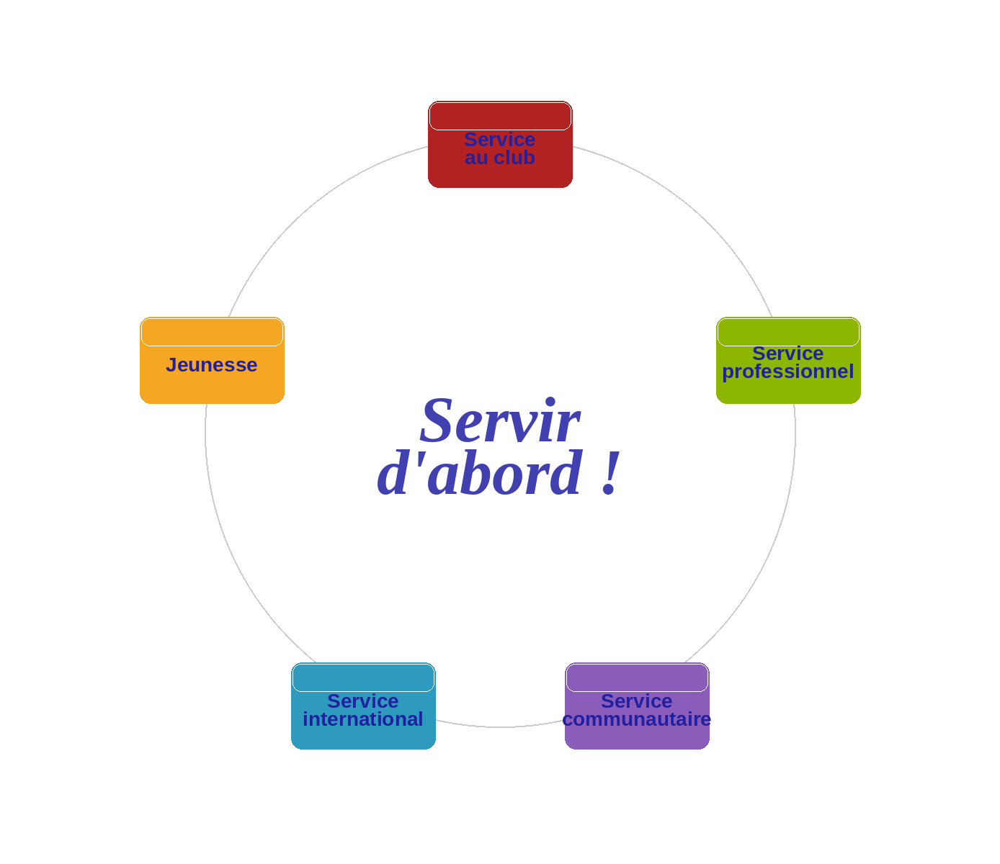 Service
au club
Jeunesse
Service
professionnel
Servir
d'abord !
Service
international
Service
communautaire